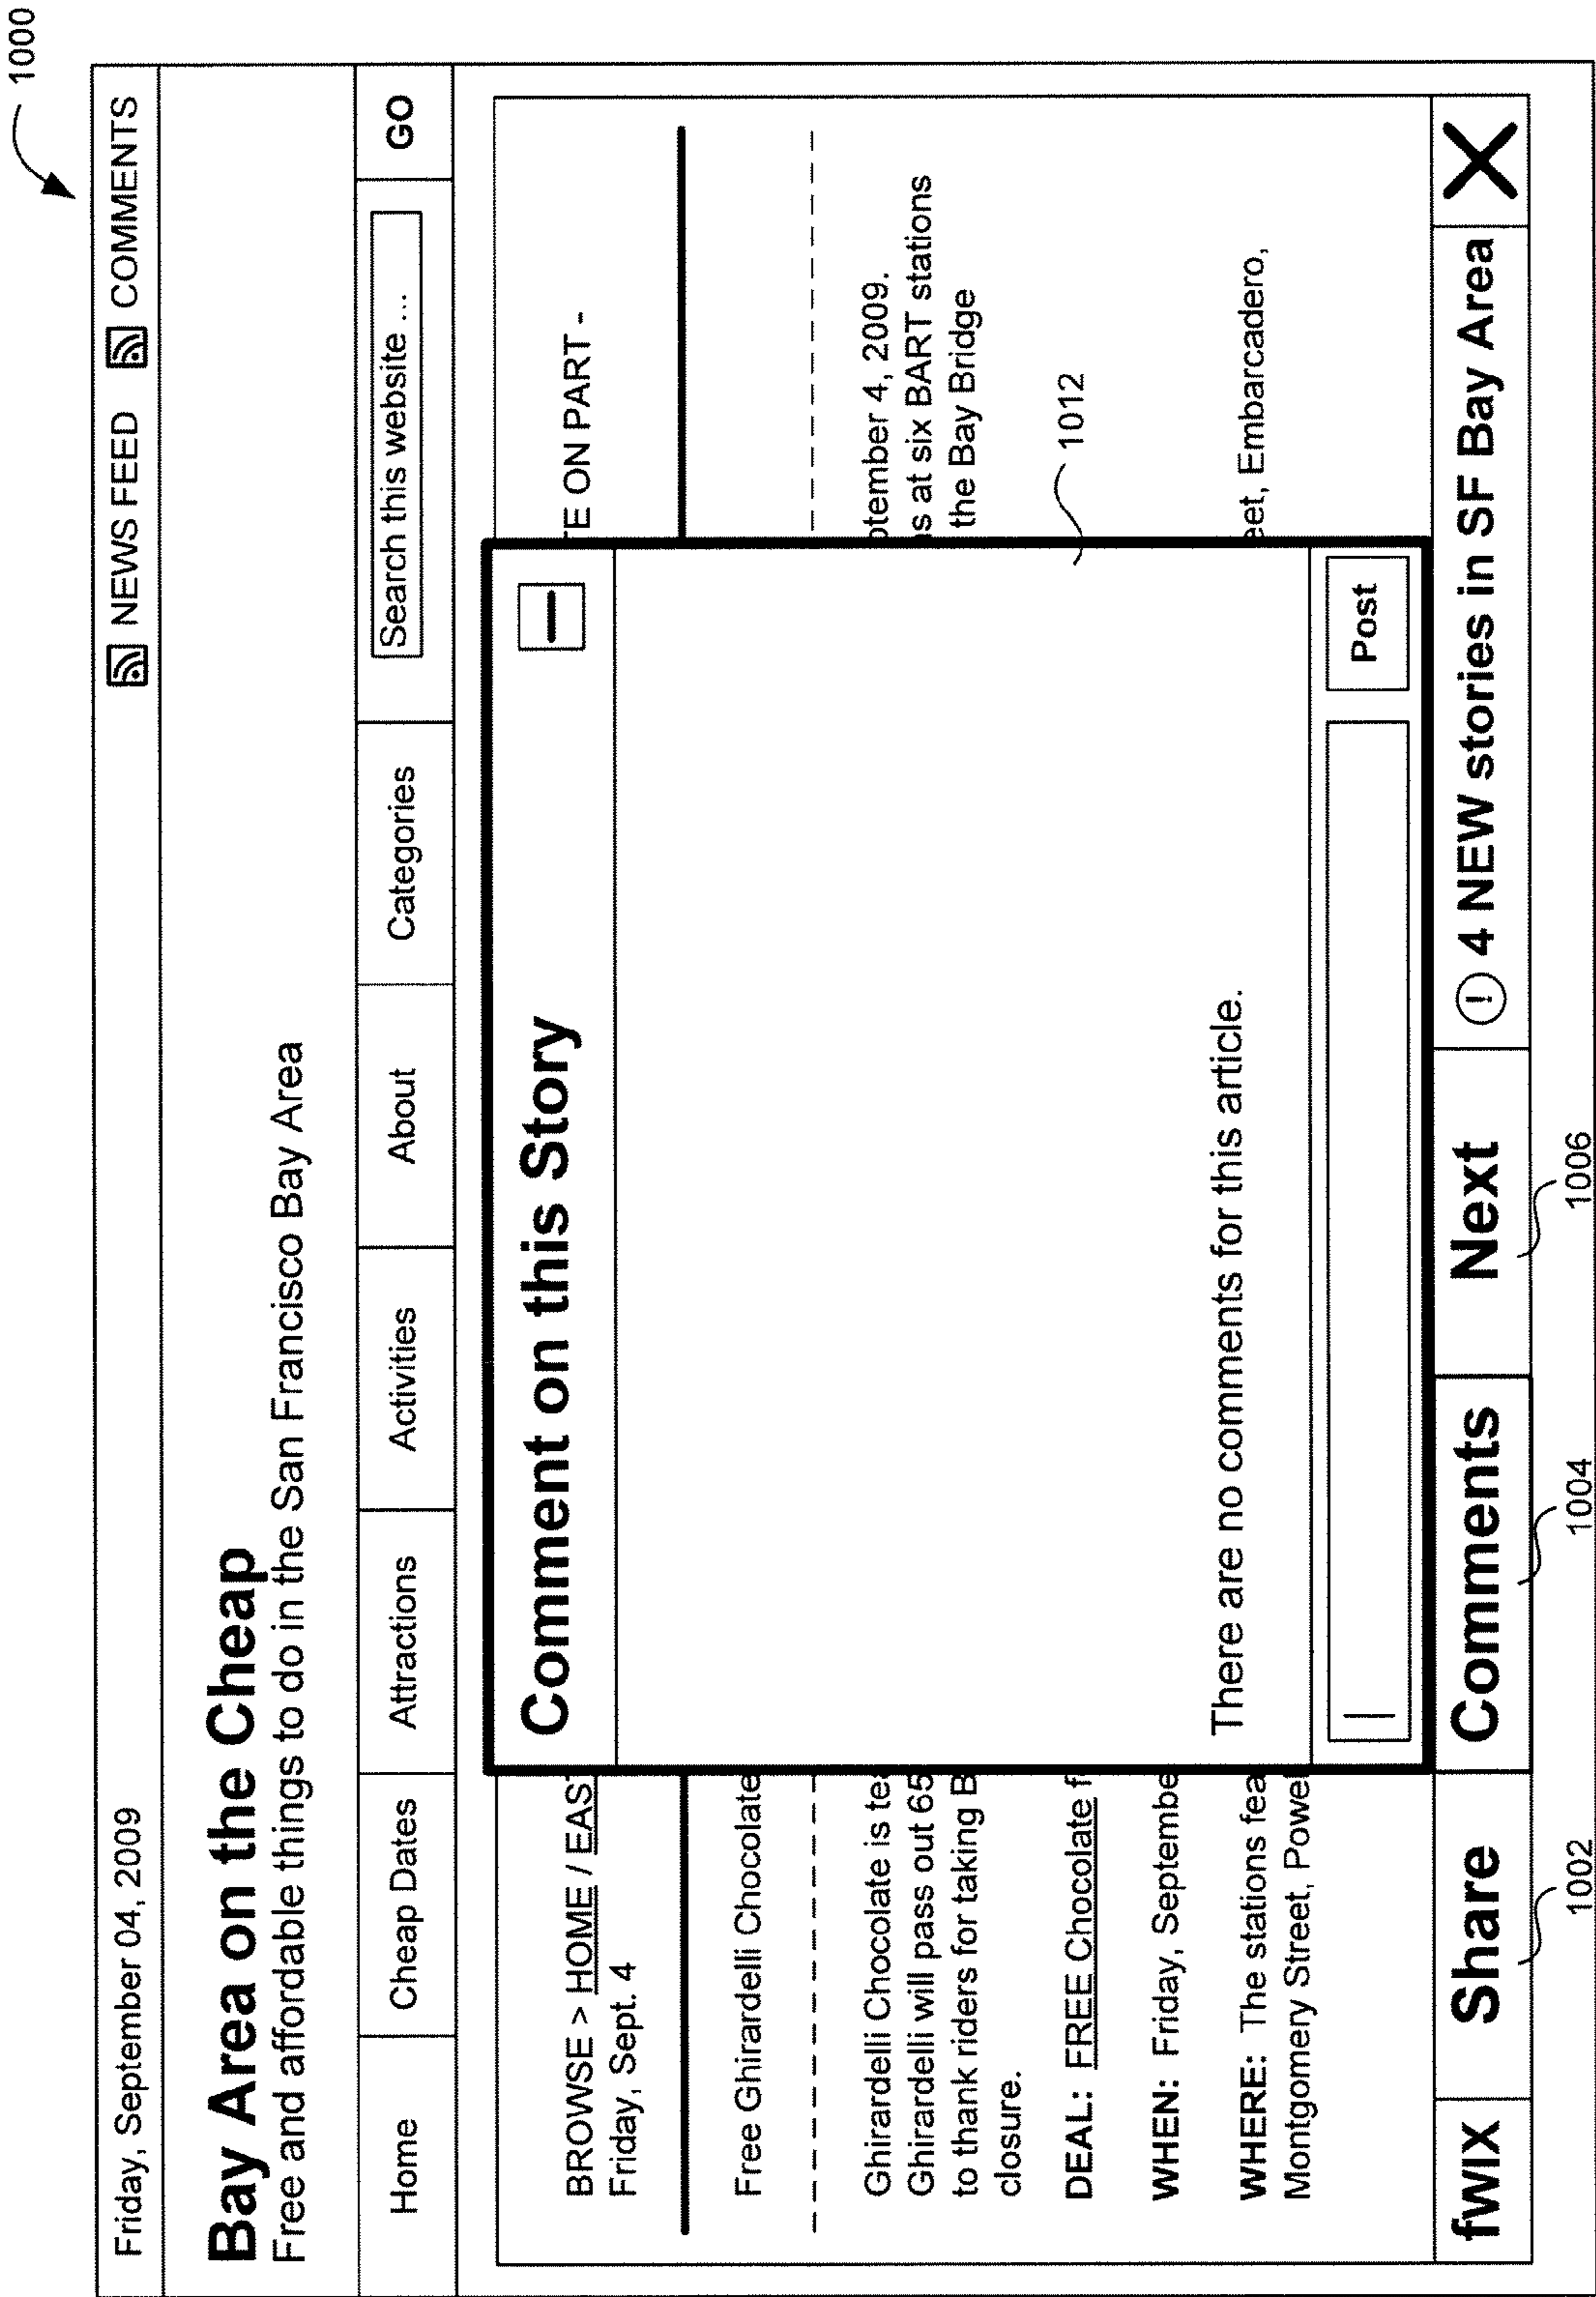 1000
Friday, September 04, 2009 NEWS FEED COMMENTS
Bay Area on the Cheap
Free and affordable things to do in the San Francisco Bay Area
Home Cheap Dates Attractions Activities About Categories Search this website ... GO
BROWSE > HOME / EAS TE ON PART -
Friday, Sept. 4
Free Ghirardelli Chocolate
Ghirardelli Chocolate is te ptember 4, 2009.
Ghirardelli will pass out 65 s at six BART stations
to thank riders for taking B the Bay Bridge
closure.
DEAL: FREE Chocolate f
WHEN: Friday, Septembe
WHERE: The stations fea eet, Embarcadero,
Montgomery Street, Powe
Comment on this Story
1012
There are no comments for this article.
Post
fwix Share Comments Next ! 4 NEW stories in SF Bay Area X
1002 1004 1006